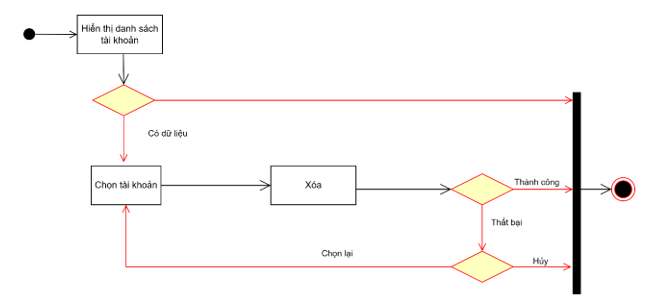 Hiển thị danh sách
tài khoản
Có dữ liệu
Chọn tài khoản
Xóa
Thành công
Thất bại
Chọn lại
Hủy